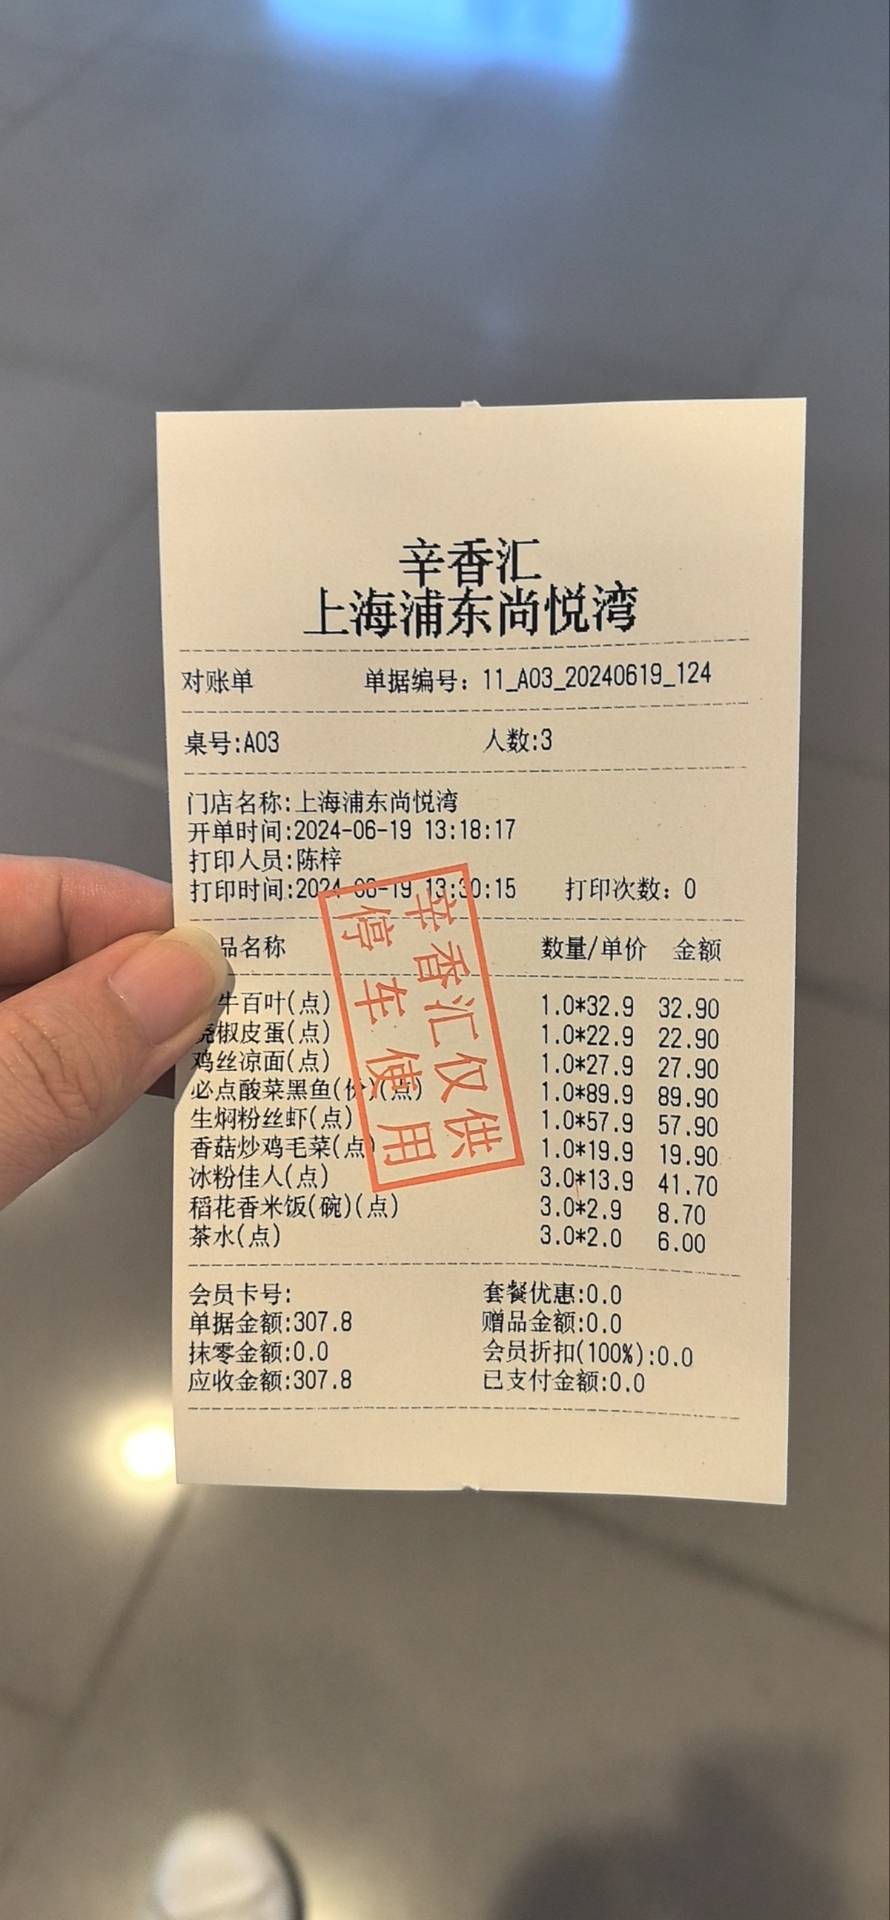 辛香汇
上海浦东尚悦湾
对账单 单据编号：11_A03_20240619_124
桌号:A03 人数:3
门店名称:上海浦东尚悦湾
开单时间:2024-06-19 13:18:17
打印人员:陈梓
打印时间:2024-06-19 13:30:15 打印次数：0
品名称 数量/单价 金额
牛百叶(点) 1.0*32.9 32.90
椒皮蛋(点) 1.0*22.9 22.90
鸡丝凉面(点) 1.0*27.9 27.90
必点酸菜黑鱼(份)(点) 1.0*89.9 89.90
生焖粉丝虾(点) 1.0*57.9 57.90
香菇炒鸡毛菜(点 1.0*19.9 19.90
冰粉佳人(点) 3.0*13.9 41.70
稻花香米饭(碗)(点) 3.0*2.9 8.70
茶水(点) 3.0*2.0 6.00
会员卡号: 套餐优惠:0.0
单据金额:307.8 赠品金额:0.0
抹零金额:0.0 会员折扣(100%):0.0
应收金额:307.8 已支付金额:0.0
辛香汇仅供
停车使用